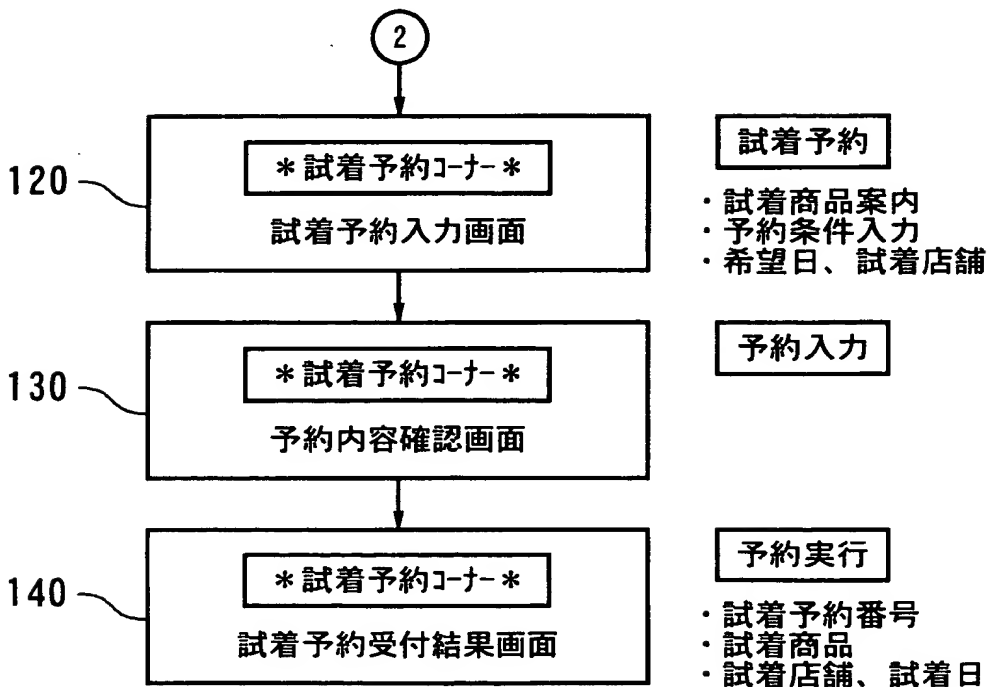 2
120
*試着予約ｺｰﾅｰ*
試着予約入力画面
試着予約
・試着商品案内
・予約条件入力
・希望日、試着店舗
130
*試着予約ｺｰﾅｰ*
予約内容確認画面
予約入力
140
*試着予約ｺｰﾅｰ*
試着予約受付結果画面
予約実行
・試着予約番号
・試着商品
・試着店舗、試着日